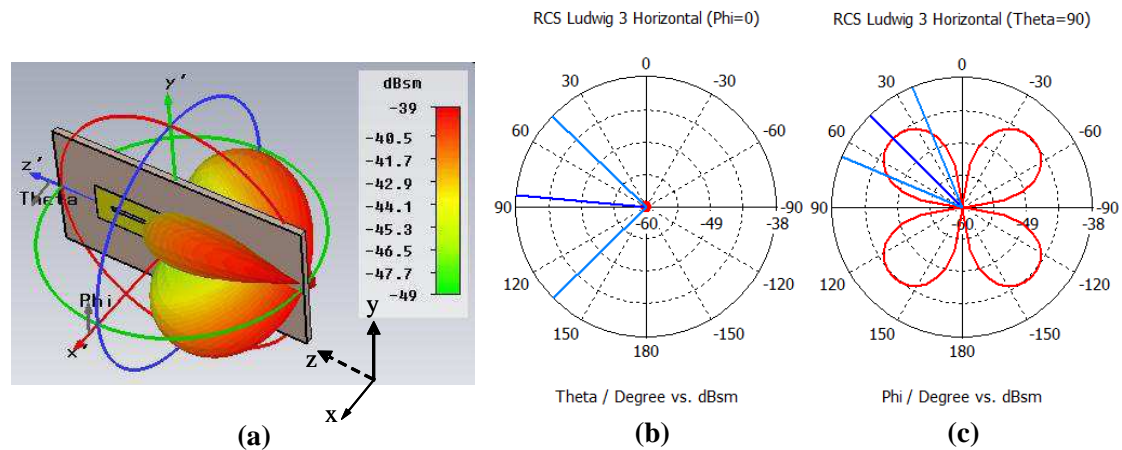 y'
z'
Theta
Phi
x'
dBsm
-39
-40.5
-41.7
-42.9
-44.1
-45.3
-46.5
-47.7
-49
y
z
x
(a)
RCS Ludwig 3 Horizontal (Phi=0)
0
30
-30
60
-60
90
-60
-49
-38
-90
120
-120
150
-150
180
Theta / Degree vs. dBsm
(b)
RCS Ludwig 3 Horizontal (Theta=90)
0
30
-30
60
-60
90
-60
-49
-38
-90
120
-120
150
-150
180
Phi / Degree vs. dBsm
(c)